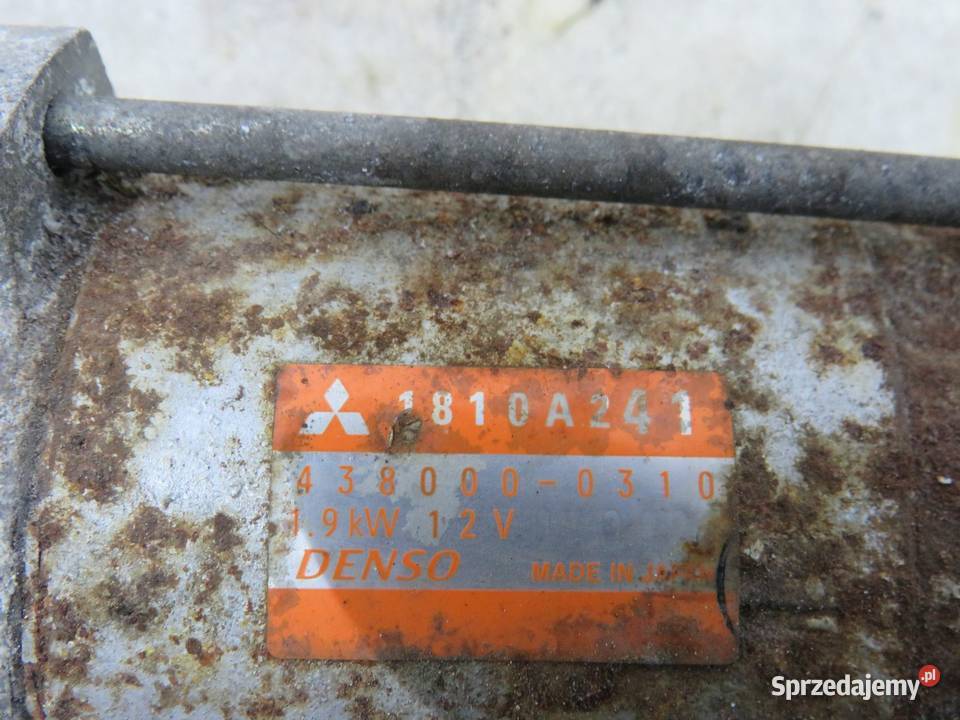 1810A241
438000-0310
1.9kW 12V
DENSO MADE IN JAPAN
Sprzedajemy.pl